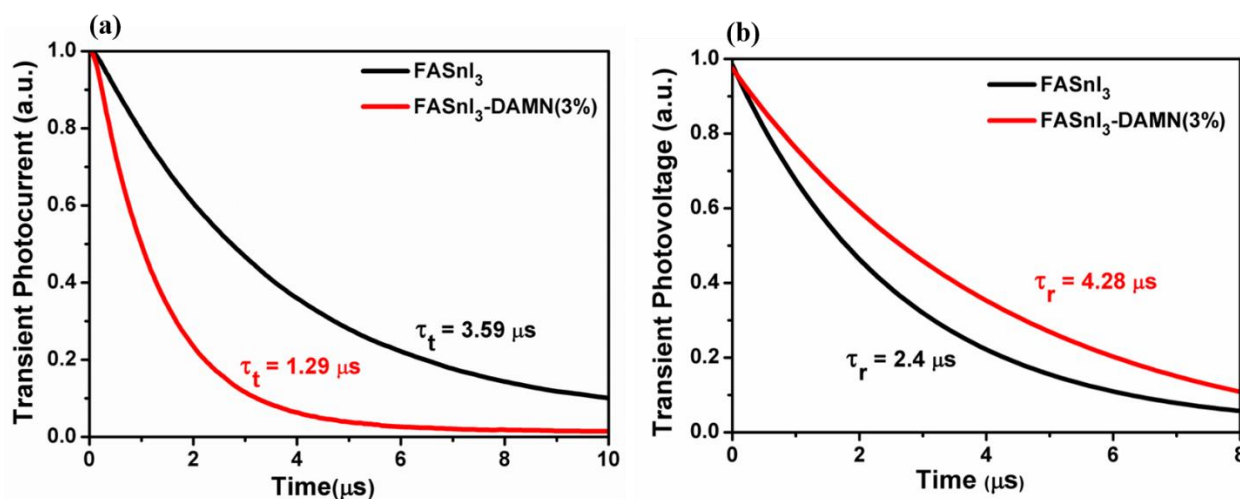 (a)
Transient Photocurrent (a.u.)
1.0
0.8
0.6
0.4
0.2
0.0
FASnI₃
FASnI₃-DAMN(3%)
τt = 3.59 μs
τt = 1.29 μs
0 2 4 6 8 10
Time(μs)
(b)
Transient Photovoltage (a.u.)
1.0
0.8
0.6
0.4
0.2
0.0
FASnI₃
FASnI₃-DAMN(3%)
τr = 4.28 μs
τr = 2.4 μs
0 2 4 6 8
Time (μs)